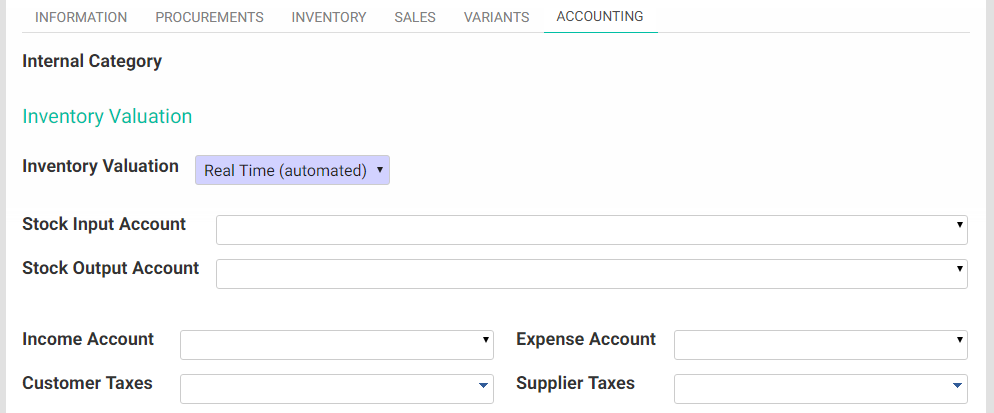 INFORMATION PROCUREMENTS INVENTORY SALES VARIANTS ACCOUNTING
Internal Category
Inventory Valuation
Inventory Valuation Real Time (automated)
Stock Input Account
Stock Output Account
Income Account Expense Account
Customer Taxes Supplier Taxes